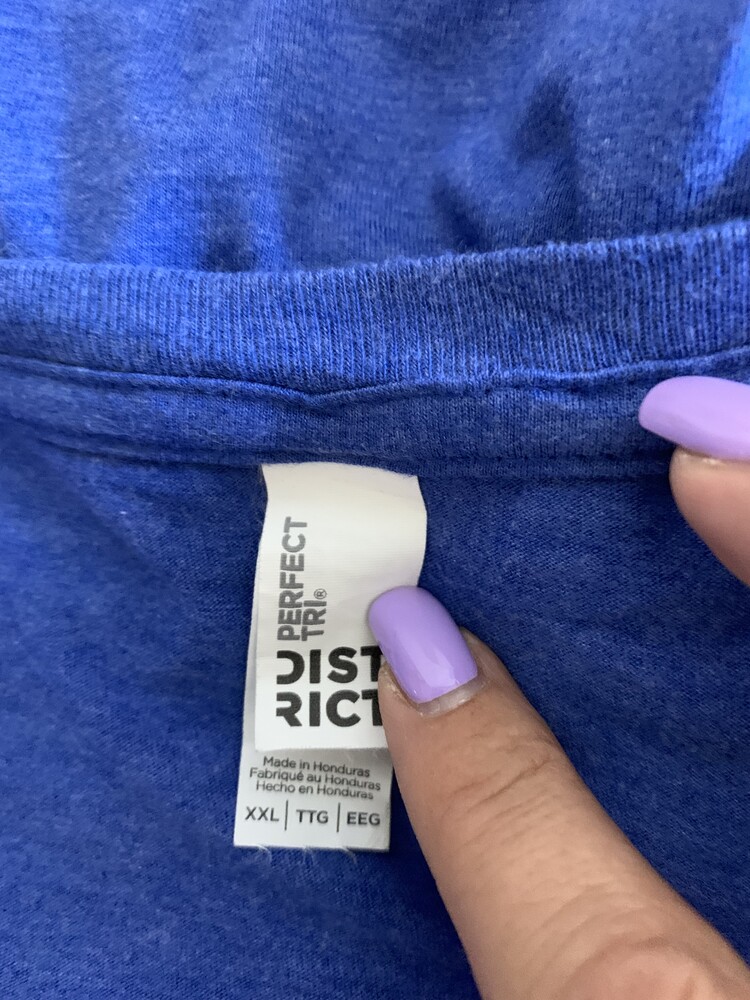 PERFECT
TRI®
DIST
RICT
Made in Honduras
Fabriqué au Honduras
Hecho en Honduras
XXL | TTG | EEG